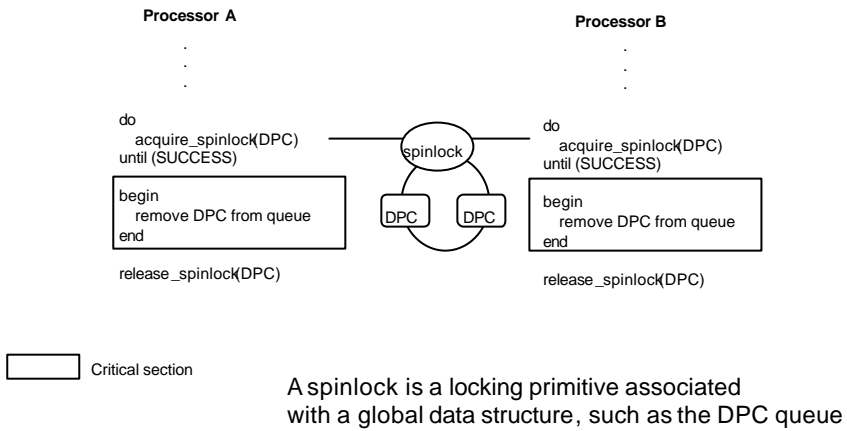 Processor A
.
.
.
do
acquire_spinlock(DPC)
until (SUCCESS)
begin
remove DPC from queue
end
release_spinlock(DPC)
spinlock
DPC
DPC
Processor B
.
.
.
do
acquire_spinlock(DPC)
until (SUCCESS)
begin
remove DPC from queue
end
release_spinlock(DPC)
Critical section
A spinlock is a locking primitive associated
with a global data structure, such as the DPC queue